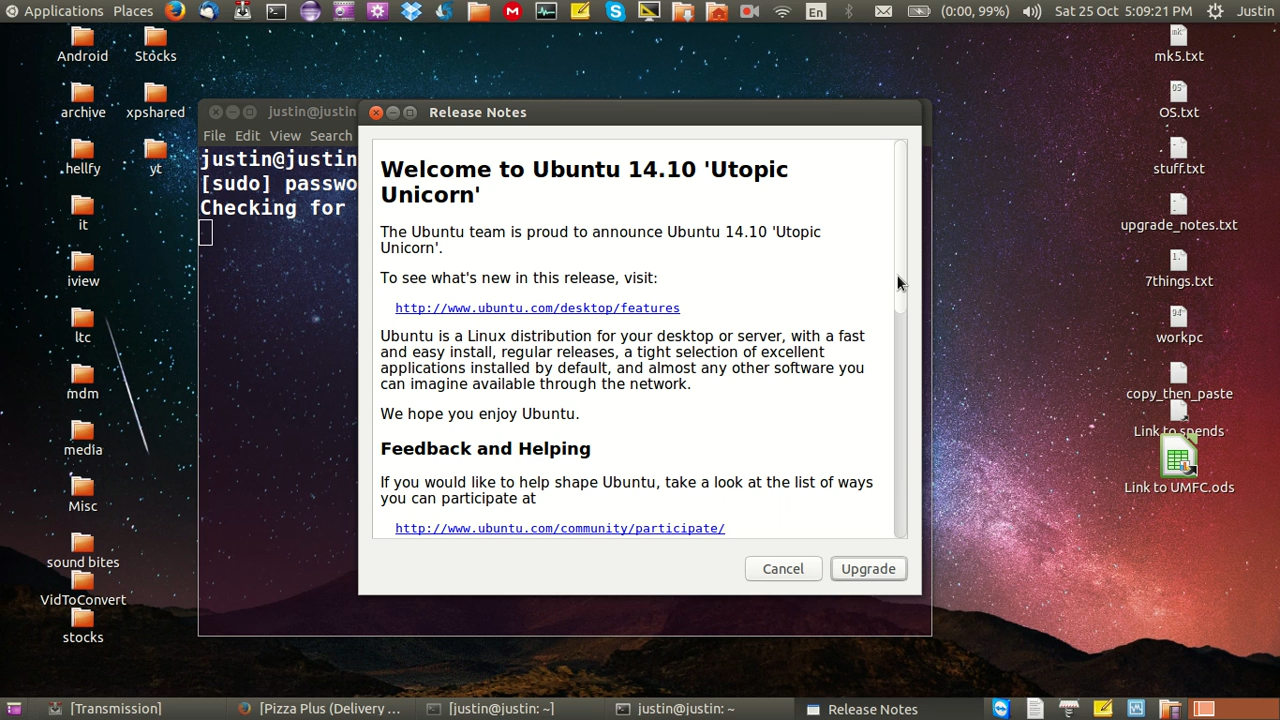 Applications Places En (0:00, 99%) Sat 25 Oct 5:09:21 PM Justin
Android
Stocks
archive
xpshared
hellfy
yt
it
iview
ltc
mdm
media
Misc
sound bites
VidToConvert
stocks
justin@justin
File Edit View Search
justin@justin
[sudo] passwo
Checking for
Release Notes
Welcome to Ubuntu 14.10 'Utopic
Unicorn'
The Ubuntu team is proud to announce Ubuntu 14.10 'Utopic
Unicorn'.
To see what's new in this release, visit:
http://www.ubuntu.com/desktop/features
Ubuntu is a Linux distribution for your desktop or server, with a fast
and easy install, regular releases, a tight selection of excellent
applications installed by default, and almost any other software you
can imagine available through the network.
We hope you enjoy Ubuntu.
Feedback and Helping
If you would like to help shape Ubuntu, take a look at the list of ways
you can participate at
http://www.ubuntu.com/community/participate/
Cancel Upgrade
mk5.txt
OS.txt
stuff.txt
upgrade_notes.txt
7things.txt
workpc
copy_then_paste
Link to spends
Link to UMFC.ods
[Transmission] [Pizza Plus (Delivery ... [justin@justin: ~] justin@justin: ~ Release Notes